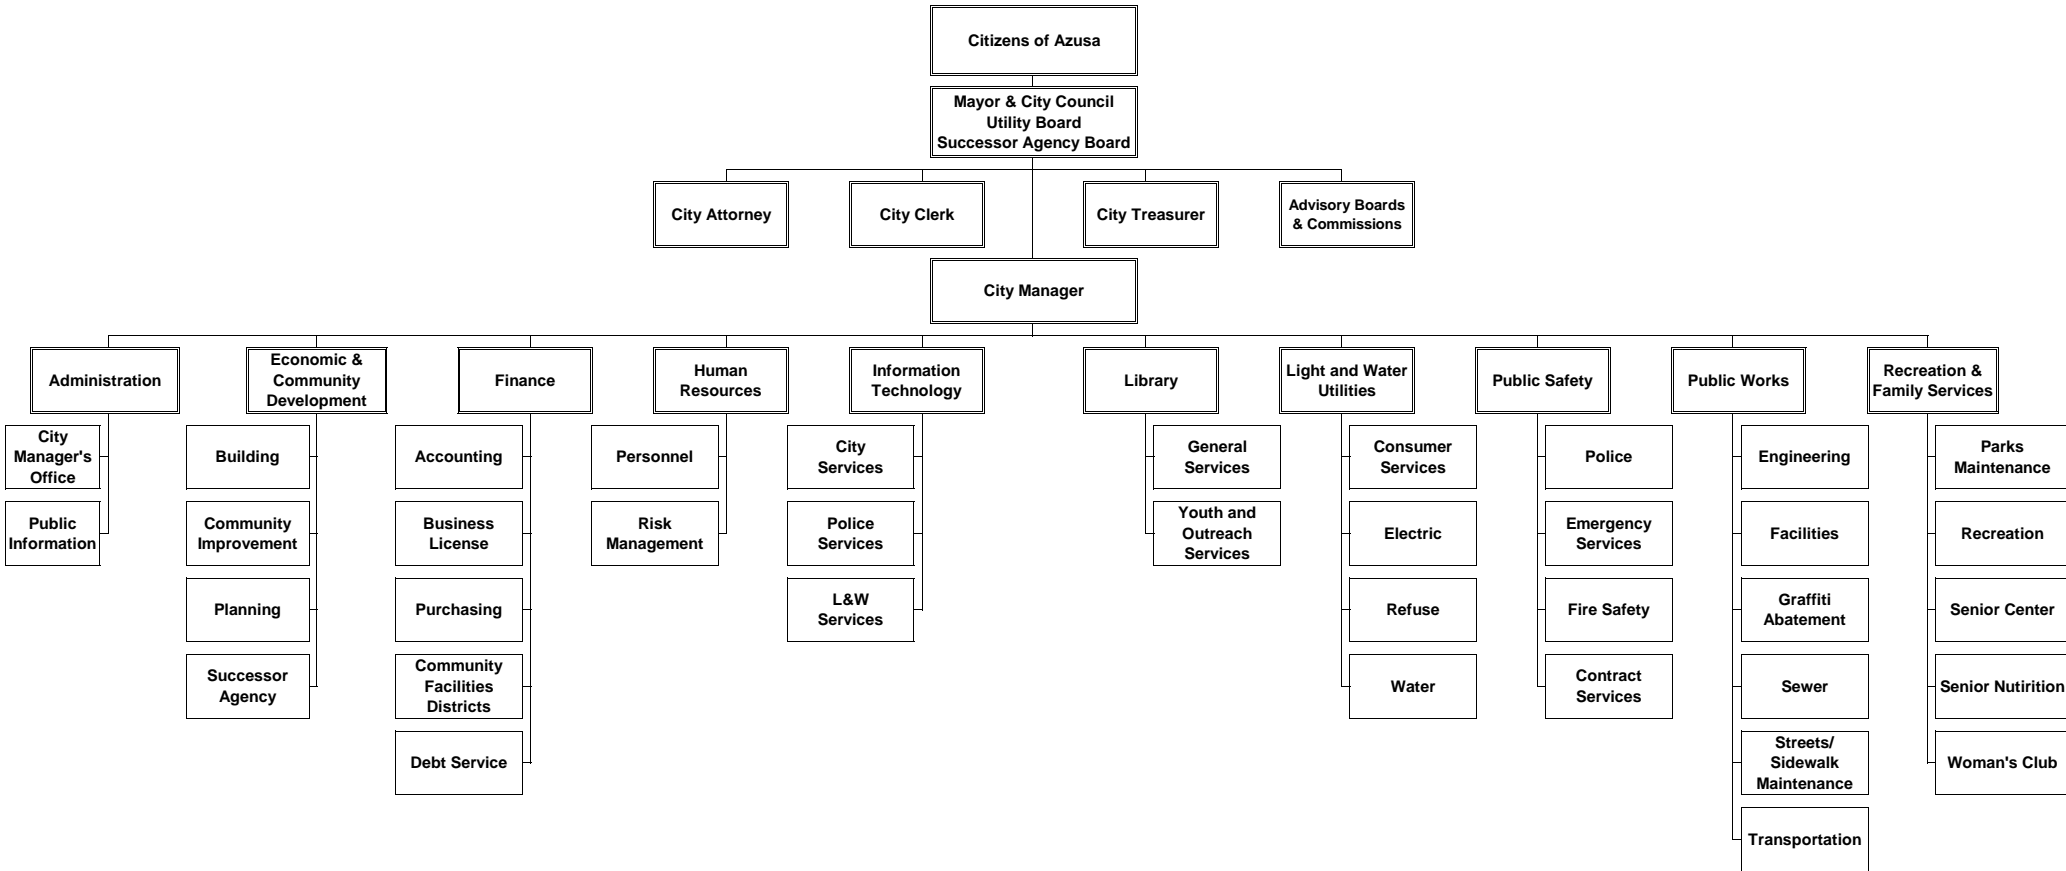 Citizens of Azusa
Mayor & City Council
Utility Board
Successor Agency Board
City Attorney
City Clerk
City Treasurer
Advisory Boards
& Commissions
City Manager
Administration
Economic &
Community
Development
Finance
Human
Resources
Information
Technology
Library
Light and Water
Utilities
Public Safety
Public Works
Recreation &
Family Services
City
Manager's
Office
Building
Accounting
Personnel
City
Services
General
Services
Consumer
Services
Police
Engineering
Parks
Maintenance
Public
Information
Community
Improvement
Business
License
Risk
Management
Police
Services
Youth and
Outreach
Services
Electric
Emergency
Services
Facilities
Recreation
Planning
Purchasing
L&W
Services
Refuse
Fire Safety
Graffiti
Abatement
Senior Center
Successor
Agency
Community
Facilities
Districts
Water
Contract
Services
Sewer
Senior Nutirition
Debt Service
Streets/
Sidewalk
Maintenance
Woman's Club
Transportation